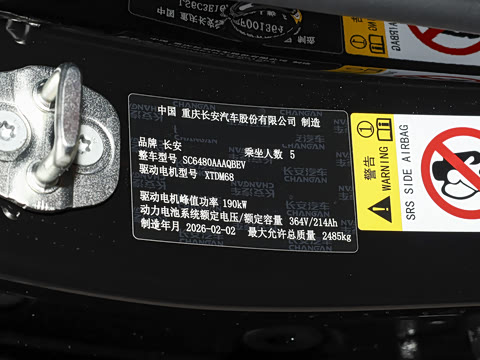 中国 重庆长安汽车股份有限公司 制造
品牌 长安 乘坐人数 5
整车型号 SC6480AAAQBEV
驱动电机型号 XTDM68
驱动电机峰值功率 190kW
动力电池系统额定电压/额定容量 364V/214Ah
制造年月 2026-02-02 最大允许总质量 2485kg
警告
WARNING
SRS SIDE AIRBAG